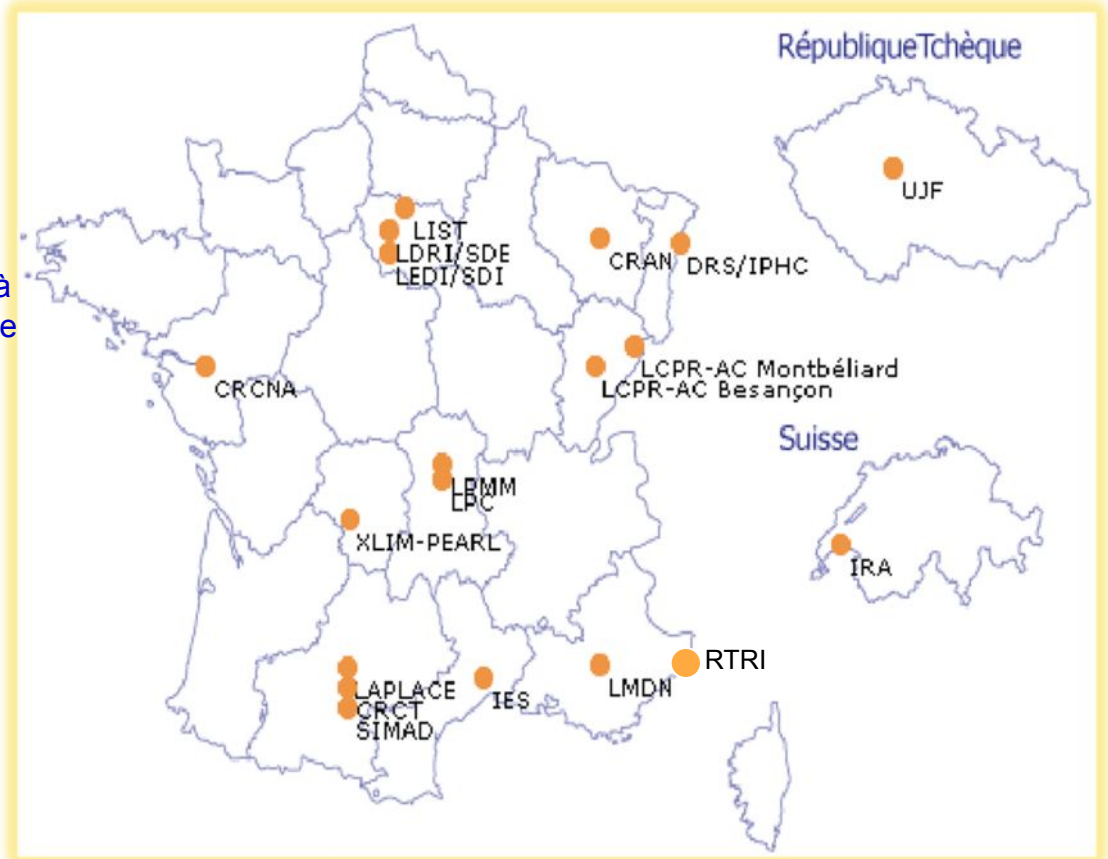 RépubliqueTchèque
UJF
LIST
LDRI/SDE
LEDI/SDI
CRAN
DRS/IPHC
à
e
LCPR-AC Montbéliard
LCPR-AC Besançon
CRCNA
Suisse
LPMM
LPC
XLIM-PEARL
IRA
RTRI
LAPLACE
CRCT
SIMAD
IES
LMDN